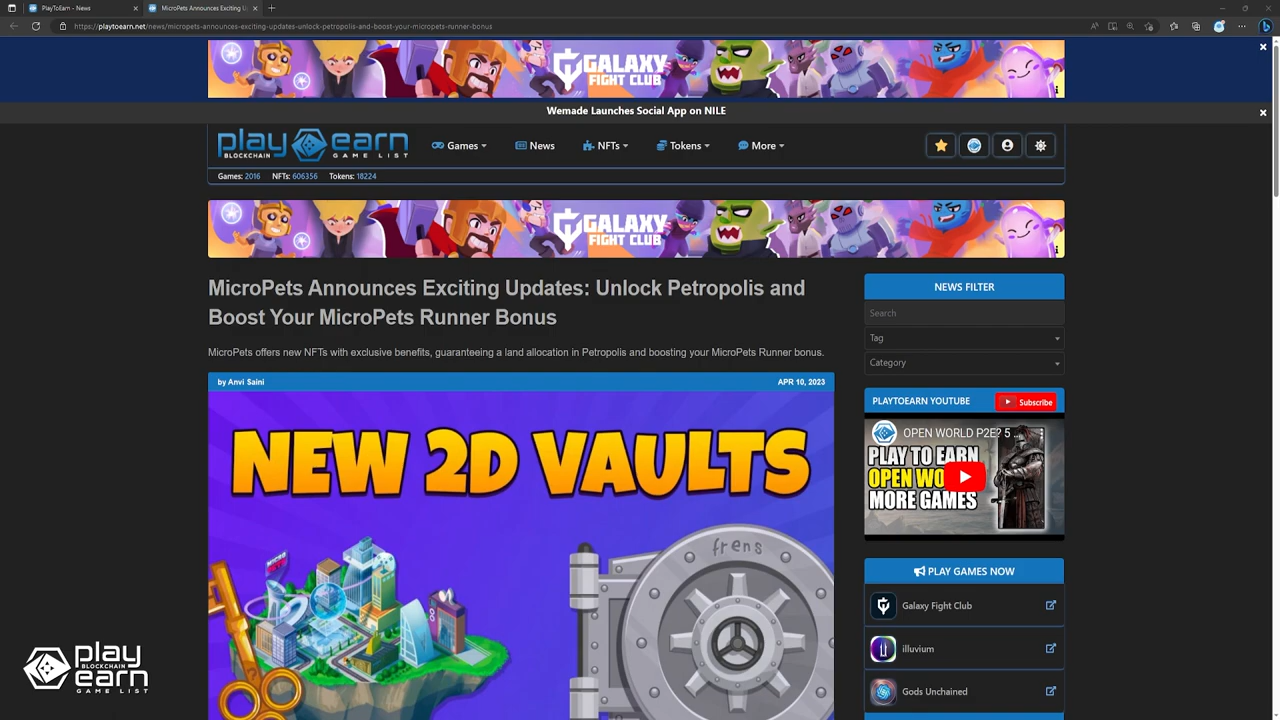 PlayToEarn - News
MicroPets Announces Exciting U
https://playtoearn.net/news/micropets-announces-exciting-updates-unlock-petropolis-and-boost-your-micropets-runner-bonus
GALAXY
FIGHT CLUB
Wemade Launches Social App on NILE
play earn
BLOCKCHAIN GAME LIST
Games
News
NFTs
Tokens
More
Games: 2016 NFTs: 606356 Tokens: 18224
GALAXY
FIGHT CLUB
MicroPets Announces Exciting Updates: Unlock Petropolis and
Boost Your MicroPets Runner Bonus
MicroPets offers new NFTs with exclusive benefits, guaranteeing a land allocation in Petropolis and boosting your MicroPets Runner bonus.
by Anvi Saini
APR 10, 2023
NEW 2D VAULTS
frens
NEWS FILTER
Search
Tag
Category
PLAYTOEARN YOUTUBE
Subscribe
OPEN WORLD P2E? 5 ...
PLAY TO EARN
OPEN WO
MORE GAMES
PLAY GAMES NOW
Galaxy Fight Club
illuvium
Gods Unchained
play
BLOCKCHAIN
earn
GAME LIST